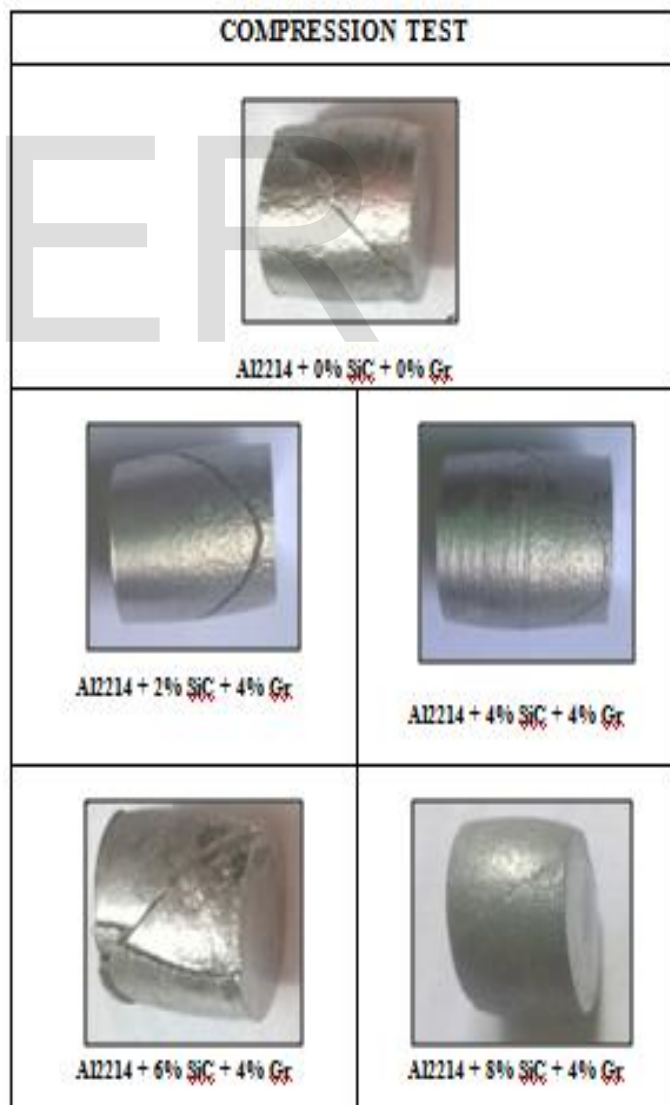 COMPRESSION TEST
ER
Al2214 + 0% SiC + 0% Gr
Al2214 + 2% SiC + 4% Gr
Al2214 + 4% SiC + 4% Gr
Al2214 + 6% SiC + 4% Gr
Al2214 + 8% SiC + 4% Gr